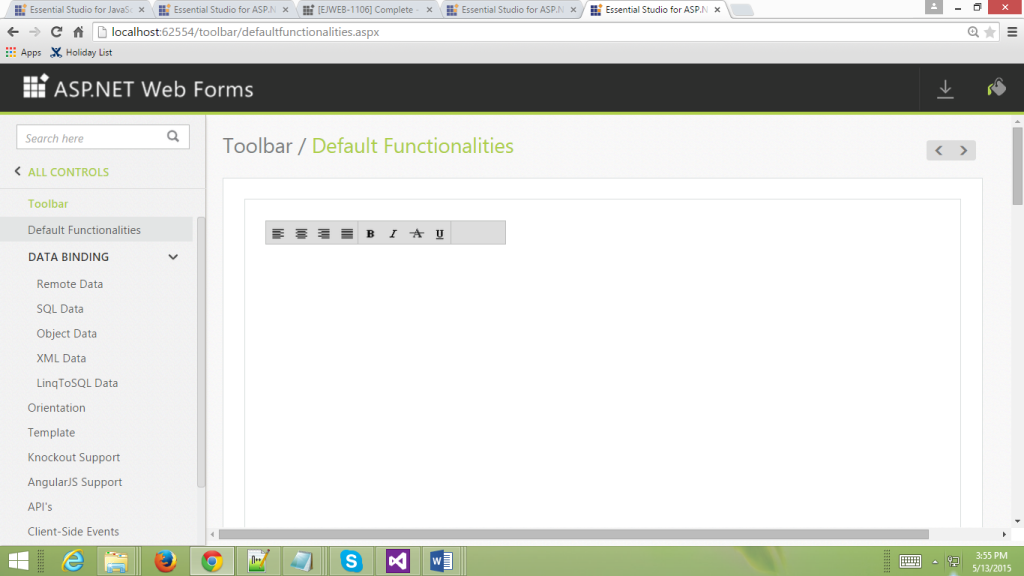 Essential Studio for JavaS
Essential Studio for ASP.N
[EJWEB-1106] Complete
Essential Studio for ASP.N
Essential Studio for ASP.N
localhost:62554/toolbar/defaultfunctionalities.aspx
Apps
Holiday List
ASP.NET Web Forms
Search here
ALL CONTROLS
Toolbar
Default Functionalities
DATA BINDING
Remote Data
SQL Data
Object Data
XML Data
LinqToSQL Data
Orientation
Template
Knockout Support
AngularJS Support
API's
Client-Side Events
Toolbar / Default Functionalities
B I A U
3:55 PM
5/13/2015